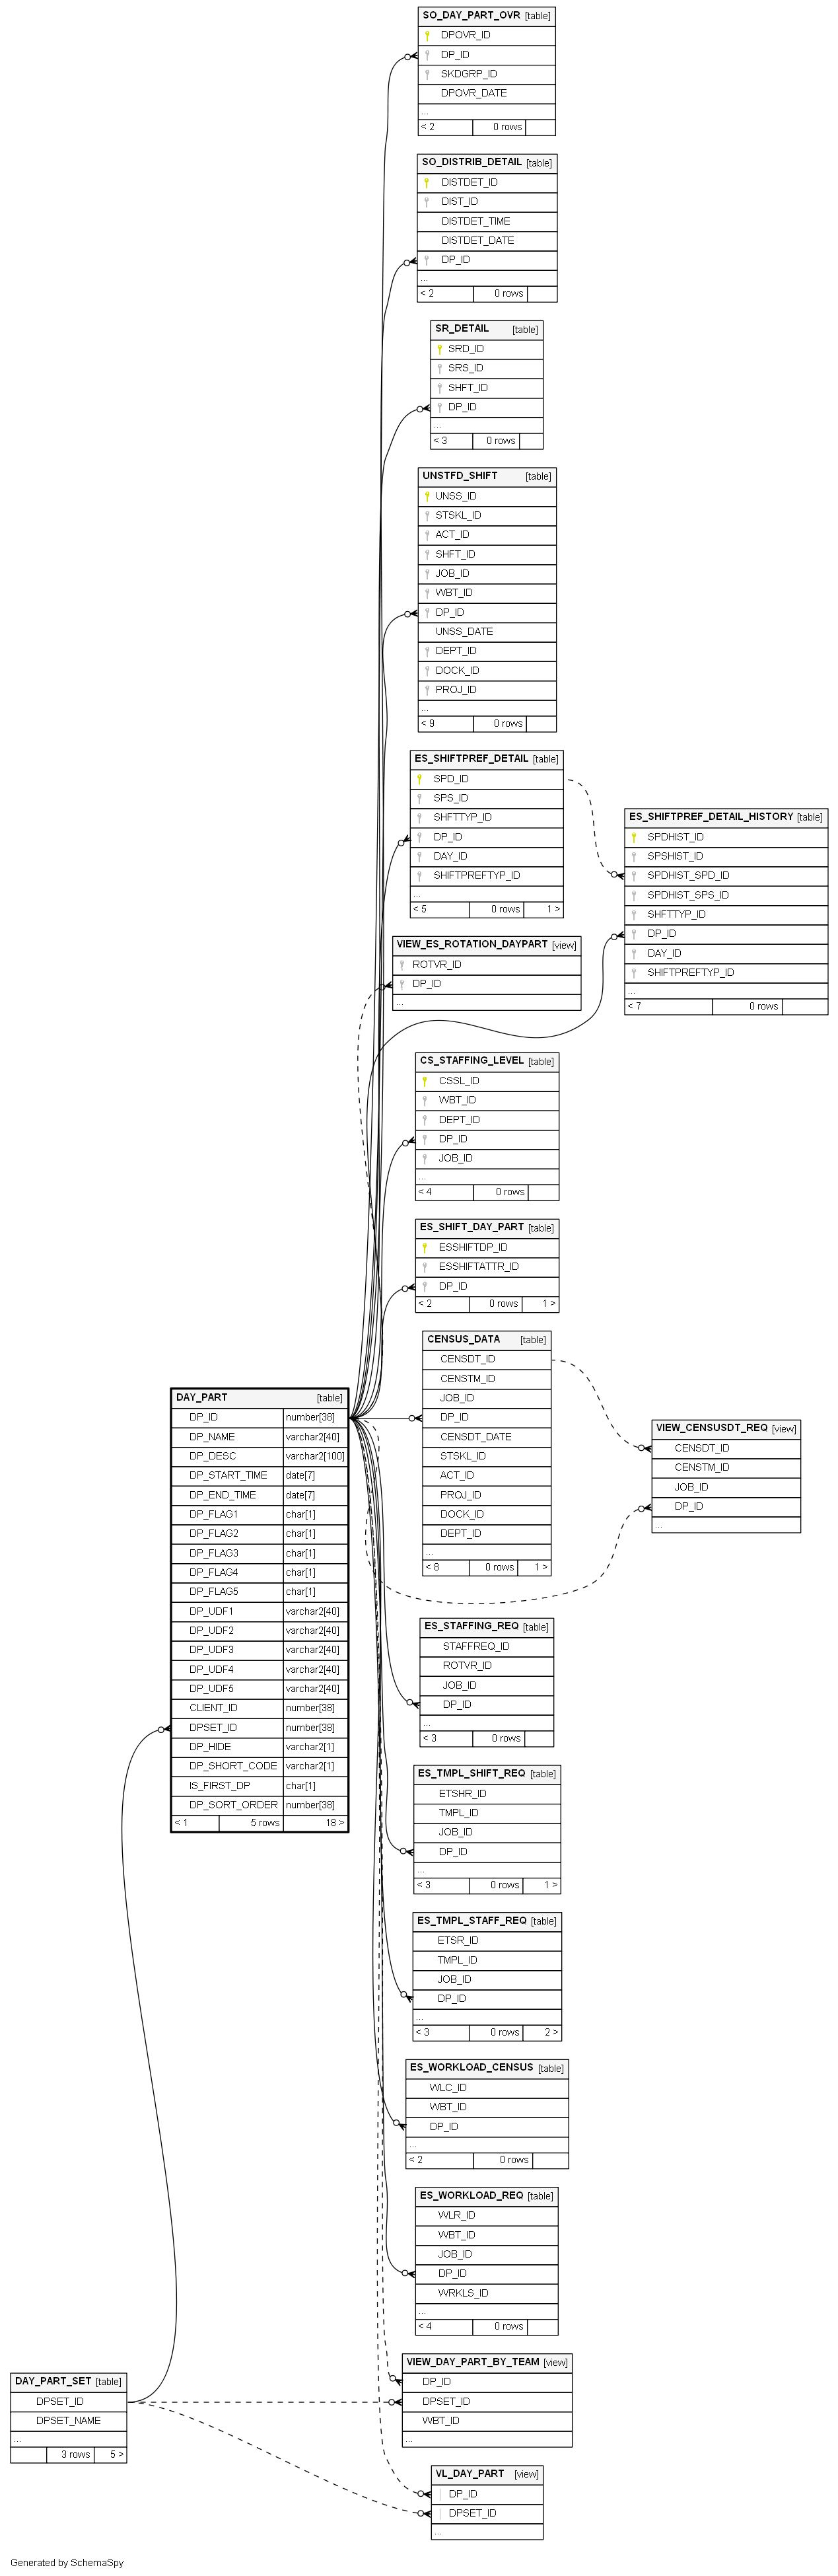 SO_DAY_PART_OVR [table]
DPOVR_ID
DP_ID
SKDGRP_ID
DPOVR_DATE
...
< 2 0 rows
SO_DISTRIB_DETAIL [table]
DISTDET_ID
DIST_ID
DISTDET_TIME
DISTDET_DATE
DP_ID
...
< 2 0 rows
SR_DETAIL [table]
SRD_ID
SRS_ID
SHFT_ID
DP_ID
...
< 3 0 rows
UNSTFD_SHIFT [table]
UNSS_ID
STSKL_ID
ACT_ID
SHFT_ID
JOB_ID
WBT_ID
DP_ID
UNSS_DATE
DEPT_ID
DOCK_ID
PROJ_ID
...
< 9 0 rows
ES_SHIFTPREF_DETAIL [table]
SPD_ID
SPS_ID
SHFTTYP_ID
DP_ID
DAY_ID
SHIFTPREFTYP_ID
...
< 5 0 rows 1 >
ES_SHIFTPREF_DETAIL_HISTORY [table]
SPDHIST_ID
SPSHIST_ID
SPDHIST_SPD_ID
SPDHIST_SPS_ID
SHFTTYP_ID
DP_ID
DAY_ID
SHIFTPREFTYP_ID
...
< 7 0 rows
VIEW_ES_ROTATION_DAYPART [view]
ROTVR_ID
DP_ID
...
CS_STAFFING_LEVEL [table]
CSSL_ID
WBT_ID
DEPT_ID
DP_ID
JOB_ID
...
< 4 0 rows
ES_SHIFT_DAY_PART [table]
ESSHIFTDP_ID
ESSHIFTATTR_ID
DP_ID
< 2 0 rows 1 >
CENSUS_DATA [table]
CENSDT_ID
CENSTM_ID
JOB_ID
DP_ID
CENSDT_DATE
STSKL_ID
ACT_ID
PROJ_ID
DOCK_ID
DEPT_ID
...
< 8 0 rows 1 >
VIEW_CENSUSDT_REQ [view]
CENSDT_ID
CENSTM_ID
JOB_ID
DP_ID
...
DAY_PART [table]
DP_ID number[38]
DP_NAME varchar2[40]
DP_DESC varchar2[100]
DP_START_TIME date[7]
DP_END_TIME date[7]
DP_FLAG1 char[1]
DP_FLAG2 char[1]
DP_FLAG3 char[1]
DP_FLAG4 char[1]
DP_FLAG5 char[1]
DP_UDF1 varchar2[40]
DP_UDF2 varchar2[40]
DP_UDF3 varchar2[40]
DP_UDF4 varchar2[40]
DP_UDF5 varchar2[40]
CLIENT_ID number[38]
DPSET_ID number[38]
DP_HIDE varchar2[1]
DP_SHORT_CODE varchar2[1]
IS_FIRST_DP char[1]
DP_SORT_ORDER number[38]
< 1 5 rows 18 >
ES_STAFFING_REQ [table]
STAFFREQ_ID
ROTVR_ID
JOB_ID
DP_ID
...
< 3 0 rows
ES_TMPL_SHIFT_REQ [table]
ETSHR_ID
TMPL_ID
JOB_ID
DP_ID
...
< 3 0 rows 1 >
ES_TMPL_STAFF_REQ [table]
ETSR_ID
TMPL_ID
JOB_ID
DP_ID
...
< 3 0 rows 2 >
ES_WORKLOAD_CENSUS [table]
WLC_ID
WBT_ID
DP_ID
...
< 2 0 rows
ES_WORKLOAD_REQ [table]
WLR_ID
WBT_ID
JOB_ID
DP_ID
WRKLS_ID
...
< 4 0 rows
VIEW_DAY_PART_BY_TEAM [view]
DP_ID
DPSET_ID
WBT_ID
...
DAY_PART_SET [table]
DPSET_ID
DPSET_NAME
...
3 rows 5 >
VL_DAY_PART [view]
DP_ID
DPSET_ID
...
Generated by SchemaSpy